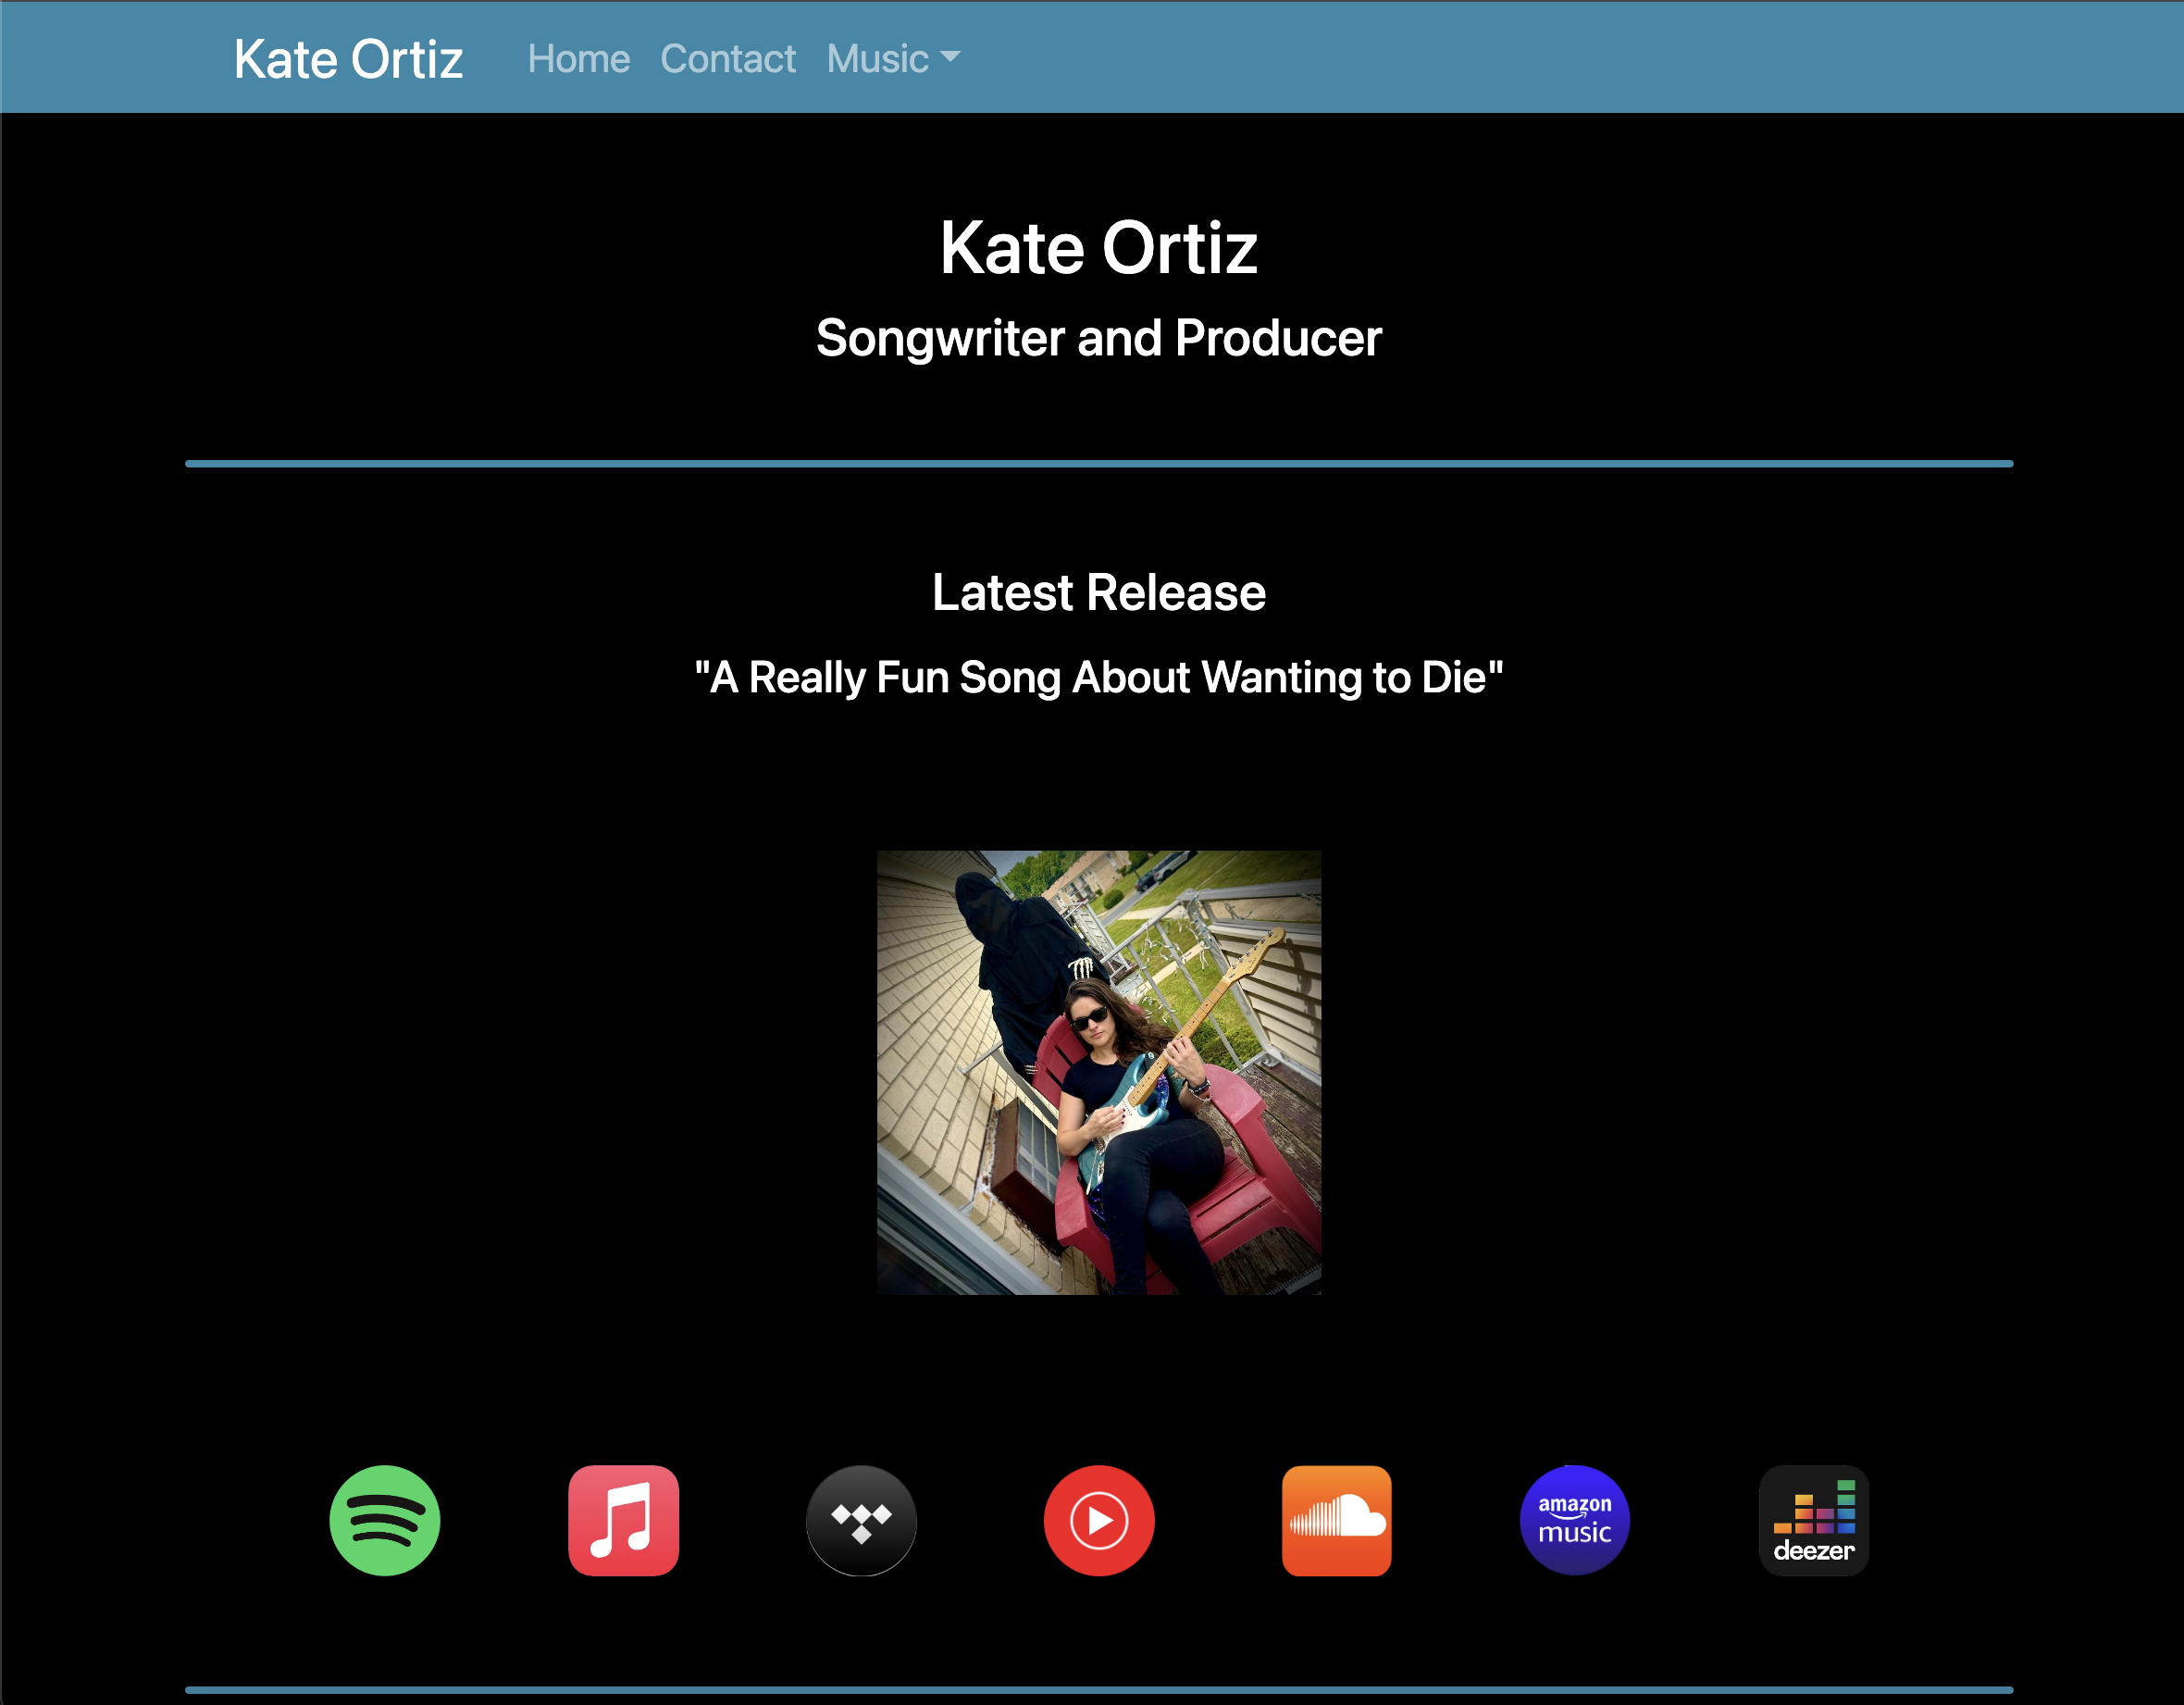 Kate Ortiz Home Contact Music
Kate Ortiz
Songwriter and Producer
Latest Release
"A Really Fun Song About Wanting to Die"
amazon
music
deezer